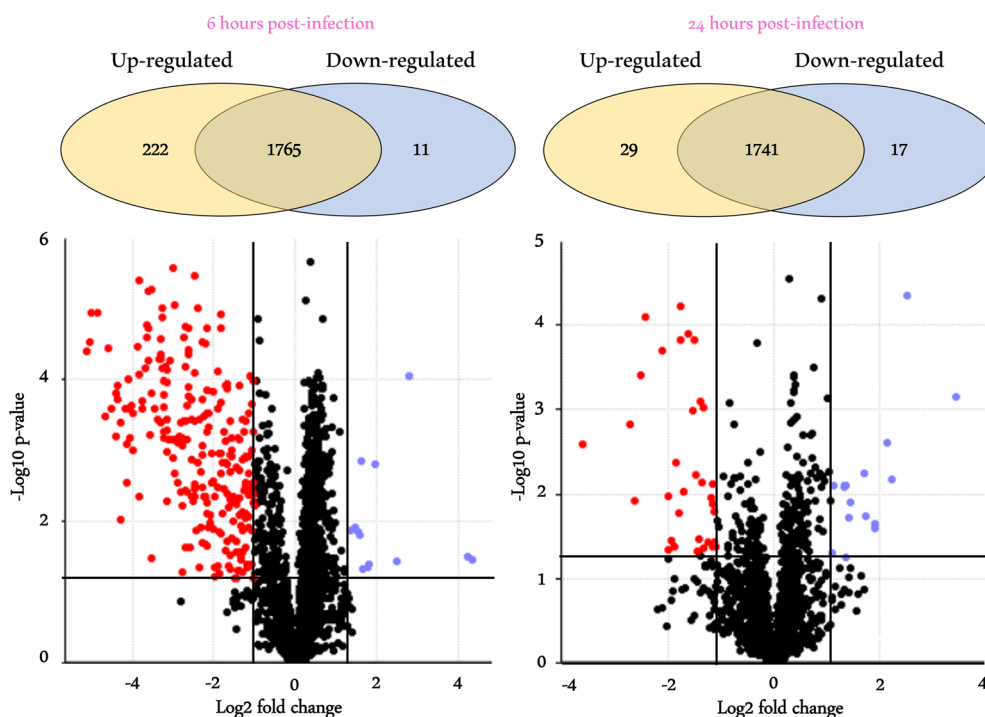 6 hours post-infection
24 hours post-infection
Up-regulated
Down-regulated
Up-regulated
Down-regulated
222
1765
11
29
1741
17
6
4
2
0
-Log10 p-value
-4
-2
0
2
4
Log2 fold change
5
4
3
2
1
0
-Log10 p-value
-4
-2
0
2
4
Log2 fold change